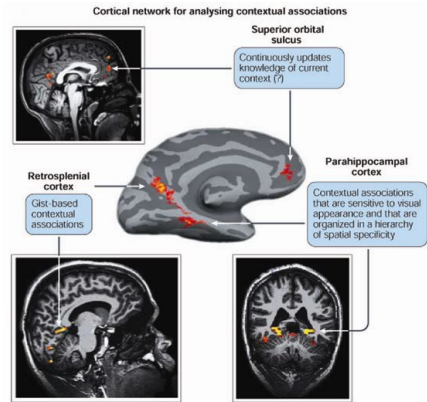 Cortical network for analysing contextual associations
Superior orbital
sulcus
Continuously updates
knowledge of current
context (?)
Retrosplenial
cortex
Gist-based
contextual
associations
Parahippocampal
cortex
Contextual associations
that are sensitive to visual
appearance and that are
organized in a hierarchy
of spatial specificity